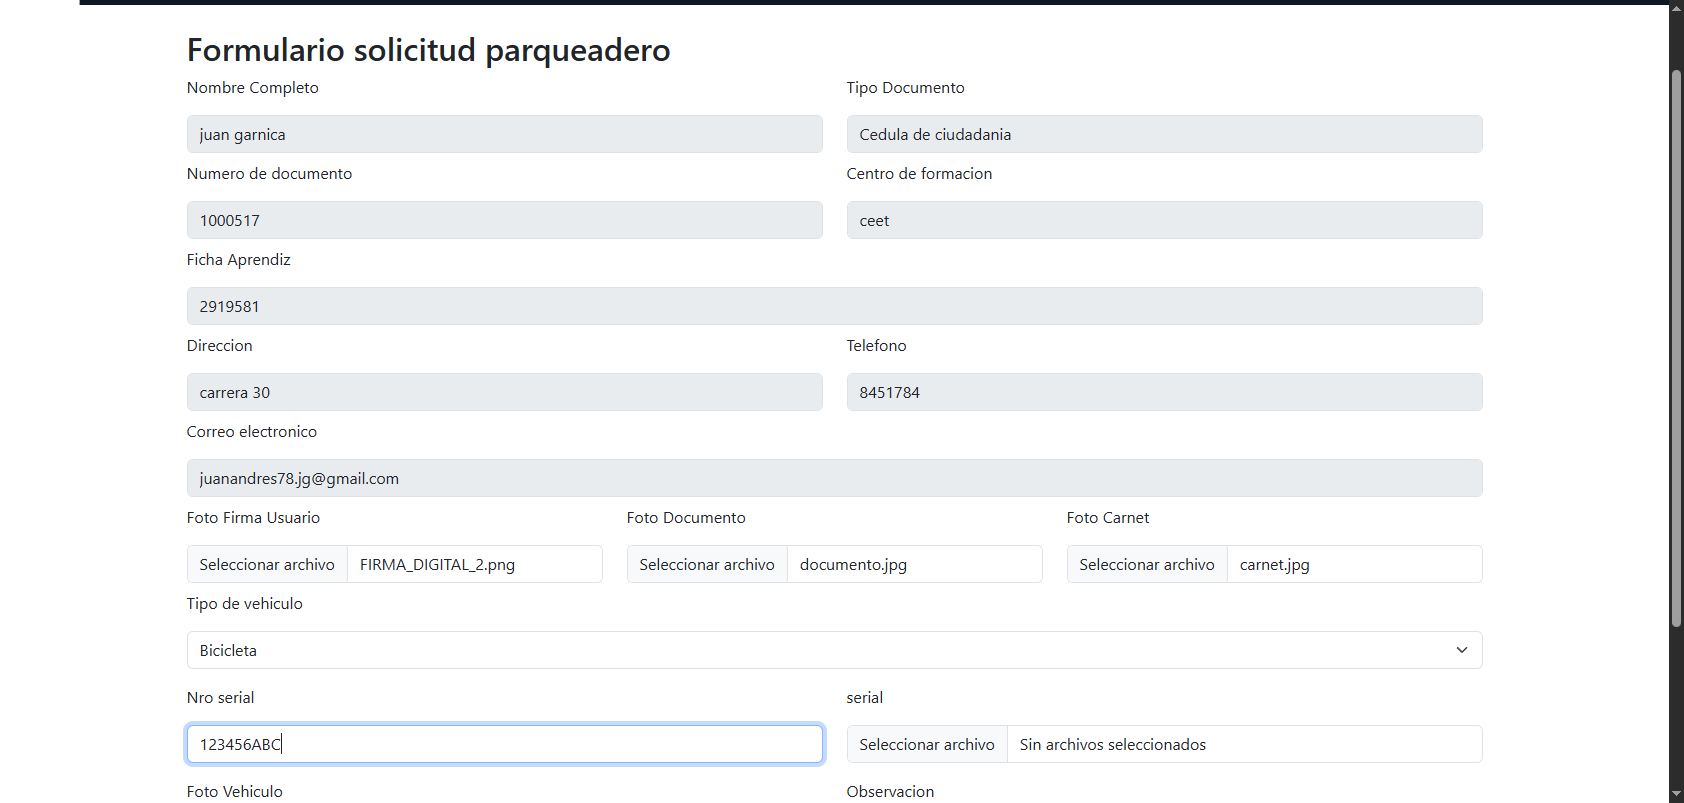 Formulario solicitud parqueadero
Nombre Completo
Tipo Documento
juan garnica
Cedula de ciudadania
Numero de documento
Centro de formacion
1000517
ceet
Ficha Aprendiz
2919581
Direccion
Telefono
carrera 30
8451784
Correo electronico
juanandres78.jg@gmail.com
Foto Firma Usuario
Foto Documento
Foto Carnet
Seleccionar archivo FIRMA_DIGITAL_2.png
Seleccionar archivo documento.jpg
Seleccionar archivo carnet.jpg
Tipo de vehiculo
Bicicleta
Nro serial
serial
123456ABC
Seleccionar archivo Sin archivos seleccionados
Foto Vehiculo
Observacion